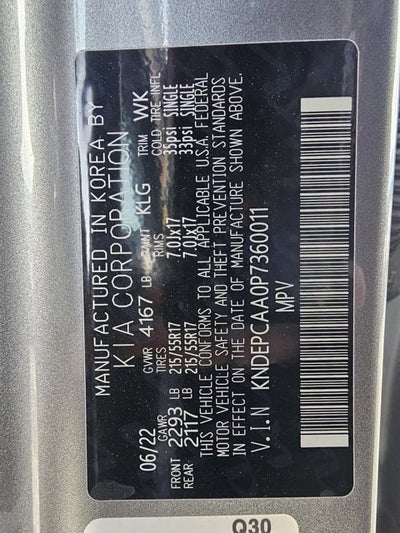 MANUFACTURED IN KOREA BY
KIA CORPORATION
06/22 GVWR 4167 LB PAINT KLG TRIM WK
GAWR TIRES RIMS COLD TIRE INFL
FRONT 2293 LB 215/55R17 7.0Jx17 35psi SINGLE
REAR 2117 LB 215/55R17 7.0Jx17 33psi SINGLE
THIS VEHICLE CONFORMS TO ALL APPLICABLE U.S.A. FEDERAL
MOTOR VEHICLE SAFETY AND THEFT PREVENTION STANDARDS
IN EFFECT ON THE DATE OF MANUFACTURE SHOWN ABOVE.
V.I.N KNDEPCAA0P7360011
MPV
Q30